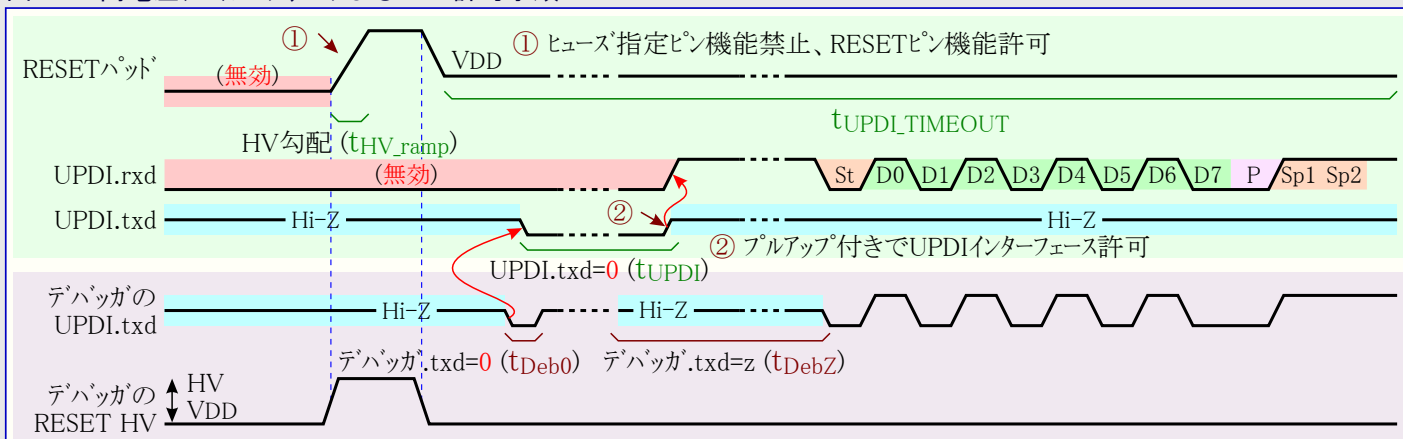 ① ① ヒューズ指定ピン機能禁止、RESETピン機能許可
RESETパッド (無効) VDD
tUPDI_TIMEOUT
HV勾配 (tHV_ramp)
UPDI.rxd (無効) St D0 D1 D2 D3 D4 D5 D6 D7 P Sp1 Sp2
UPDI.txd Hi-Z ② Hi-Z
② プルアップ付きでUPDIインターフェース許可
UPDI.txd=0 (tUPDI)
デバッガの
UPDI.txd Hi-Z Hi-Z
デバッガ.txd=0 (tDeb0) デバッガ.txd=z (tDebZ)
デバッガの HV
RESET HV VDD